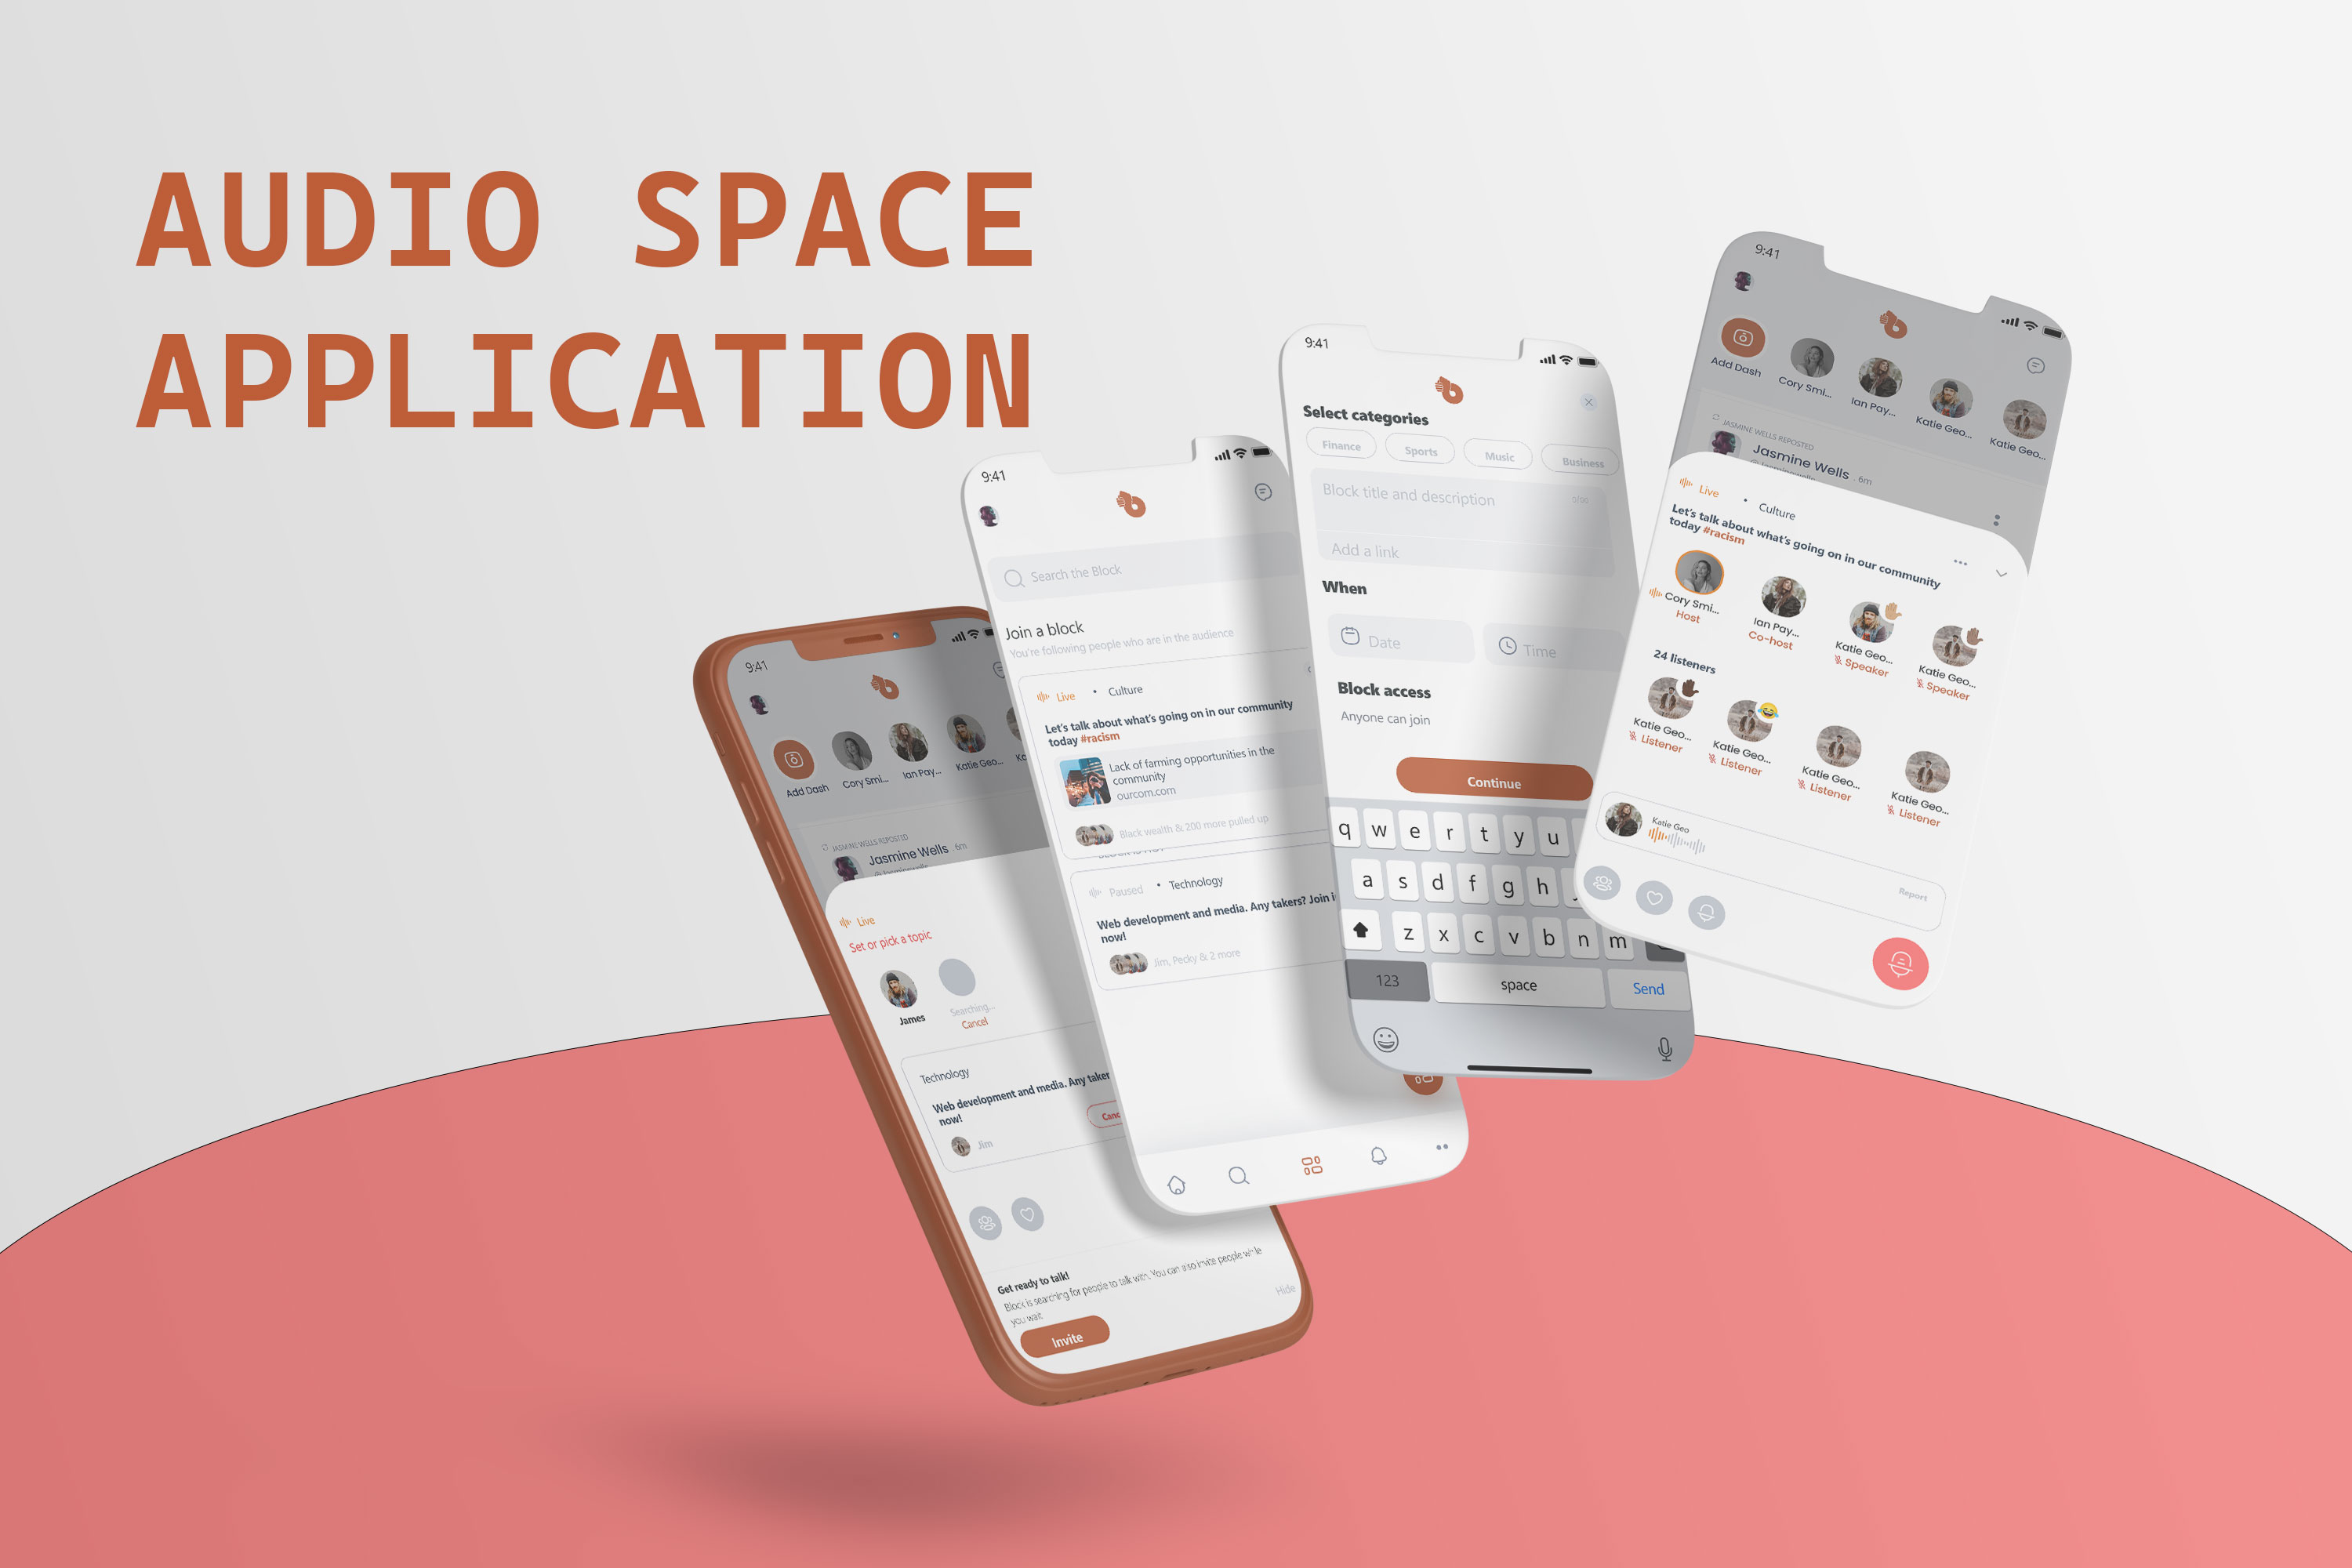 AUDIO SPACE
APPLICATION
9:41
Add Dash
Cory Smi...
Ian Pay...
Katie Geo...
JASMINE WELLS REPOSTED
Jasmine Wells . 6m
Live
Set or pick a topic
James
Searching...
Cancel
Technology
Web development and media. Any taker
now!
Jim
Canc
Get ready to talk!
Block is searching for people to talk with. You can also invite people while
you wait
Hide
Invite
9:41
Search the Block
Join a block
You're following people who are in the audience
Live • Culture
Let's talk about what's going on in our community
today #racism
Lack of farming opportunities in the
community
ourcom.com
Black wealth & 200 more pulled up
Paused • Technology
Web development and media. Any takers? Join i
now!
Jim, Pecky & 2 more
9:41
Select categories
Finance
Sports
Music
Business
Block title and description
Add a link
When
Date
Time
Block access
Anyone can join
Continue
q w e r t y u
a s d f g h
z x c v b n m
123
space
Send
9:41
Add Dash
Cory Smi...
Ian Pay...
Katie Geo...
Katie Geo...
JASMINE WELLS REPOSTED
Jasmine Wells . 6m
Live • Culture
Let's talk about what's going on in our community
today #racism
Cory Smi...
Host
Ian Pay...
Co-host
Katie Geo...
Speaker
Katie Geo...
Speaker
24 listeners
Katie Geo...
Listener
Katie Geo...
Listener
Katie Geo...
Listener
Katie Geo...
Listener
Katie Geo
Report